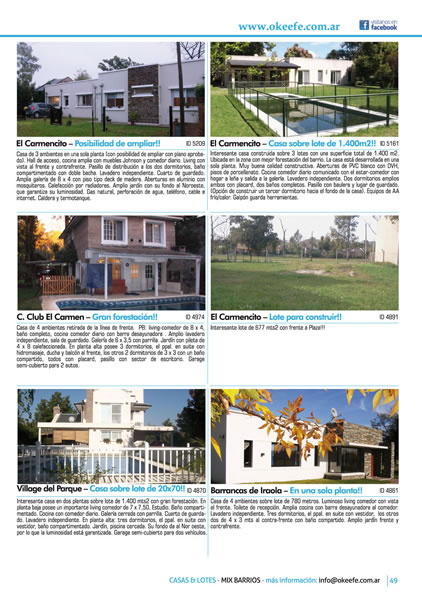 www.okeefe.com.ar
visitanos en
facebook
El Carmencito – Posibilidad de ampliar!! ID 5209
Casa de 3 ambientes en una sola planta (con posibilidad de ampliar con plano aprobado). Hall de acceso, cocina amplia con muebles Johnson y comedor diario. Living con
vista al frente y contrafrente. Pasillo de distribución a los dos dormitorios, baño
compartimentado con doble bacha. Lavadero independiente. Cuarto de guardado.
Amplia galería de 8 x 4 con piso tipo deck de madera. Aberturas en aluminio con
mosquiteros. Calefacción por radiadores. Amplio jardín con su fondo al Noroeste,
que garantiza su luminosidad. Gas natural, perforación de agua, teléfono, cable e
internet. Caldera y termotanque.
El Carmencito – Casa sobre lote de 1.400m2!! ID 5161
Interesante casa construida sobre 3 lotes con una superficie total de 1.400 m2.
Ubicada en la zona con mejor forestación del barrio. La casa está desarrollada en una
planta. Muy buena calidad constructiva. Aberturas de PVC blanco con DVH,
pisos de porcellanato. Cocina comedor diario comunicada con el estar-comedor con
hogar a leña y salida a la galería. Lavadero independiente. Dos dormitorios amplios
ambos con placard, dos baños completos. Pasillo con baulera y lugar de guardado.
(Opción de construir un tercer dormitorio hacia el fondo de la casa). Equipos de AA
frío/calor. Galpón guarda herramientas.
C. Club El Carmen – Gran forestación!! ID 4974
Casa de 4 ambientes retirada de la línea de frente. PB: living-comedor de 8 x 4,
baño completo, cocina comedor diario con barra desayunadora . Amplio lavadero
independiente, sala de guardado. Galería de 6 x 3,5 con parrilla. Jardín con pileta de
4 x 8 calefaccionada. En planta alta posee 3 dormitorios, el ppal. en suite con
hidromasaje, ducha y balcón al frente, los otros 2 dormitorios de 3 x 3 con un baño
compartido, todos con placard, pasillo con sector de escritorio. Garage
semi-cubierto para 2 autos.
El Carmencito – Lote para construir!! ID 4891
Interesante lote de 677 mts2 con frente a Plaza!!!
Village del Parque – Casa sobre lote de 20x70!! ID 4870
Interesante casa en dos plantas sobre lote de 1.400 mts2 con gran forestación. En
planta baja posee un importante living comedor de 7 x 7,50. Estudio. Baño compartimentado. Cocina con comedor diario. Galería cerrada con parrilla. Cuarto de guardado. Lavadero independiente. En planta alta: tres dormitorios, el ppal. en suite con
vestidor, baño compartimentado. Jardín, piscina cercada. Su fondo da al Nor oeste,
por lo que la luminosidad está garantizada. Garage semi-cubierto para dos vehículos.
Barrancas de Iraola – En una sola planta!! ID 4861
Casa de 4 ambientes sobre lote de 780 metros. Luminoso living comedor con vista
al frente. Toilete de recepción. Amplia cocina con barra desayunadora al comedor.
Lavadero independiente. Tres dormitorios, el ppal. en suite con vestidor, los otros
dos de 4 x 3 mts al contra-frente con baño compartido. Amplio jardín frente y
contrafrente.
CASAS & LOTES - MIX BARRIOS - más información: info@okeefe.com.ar 49